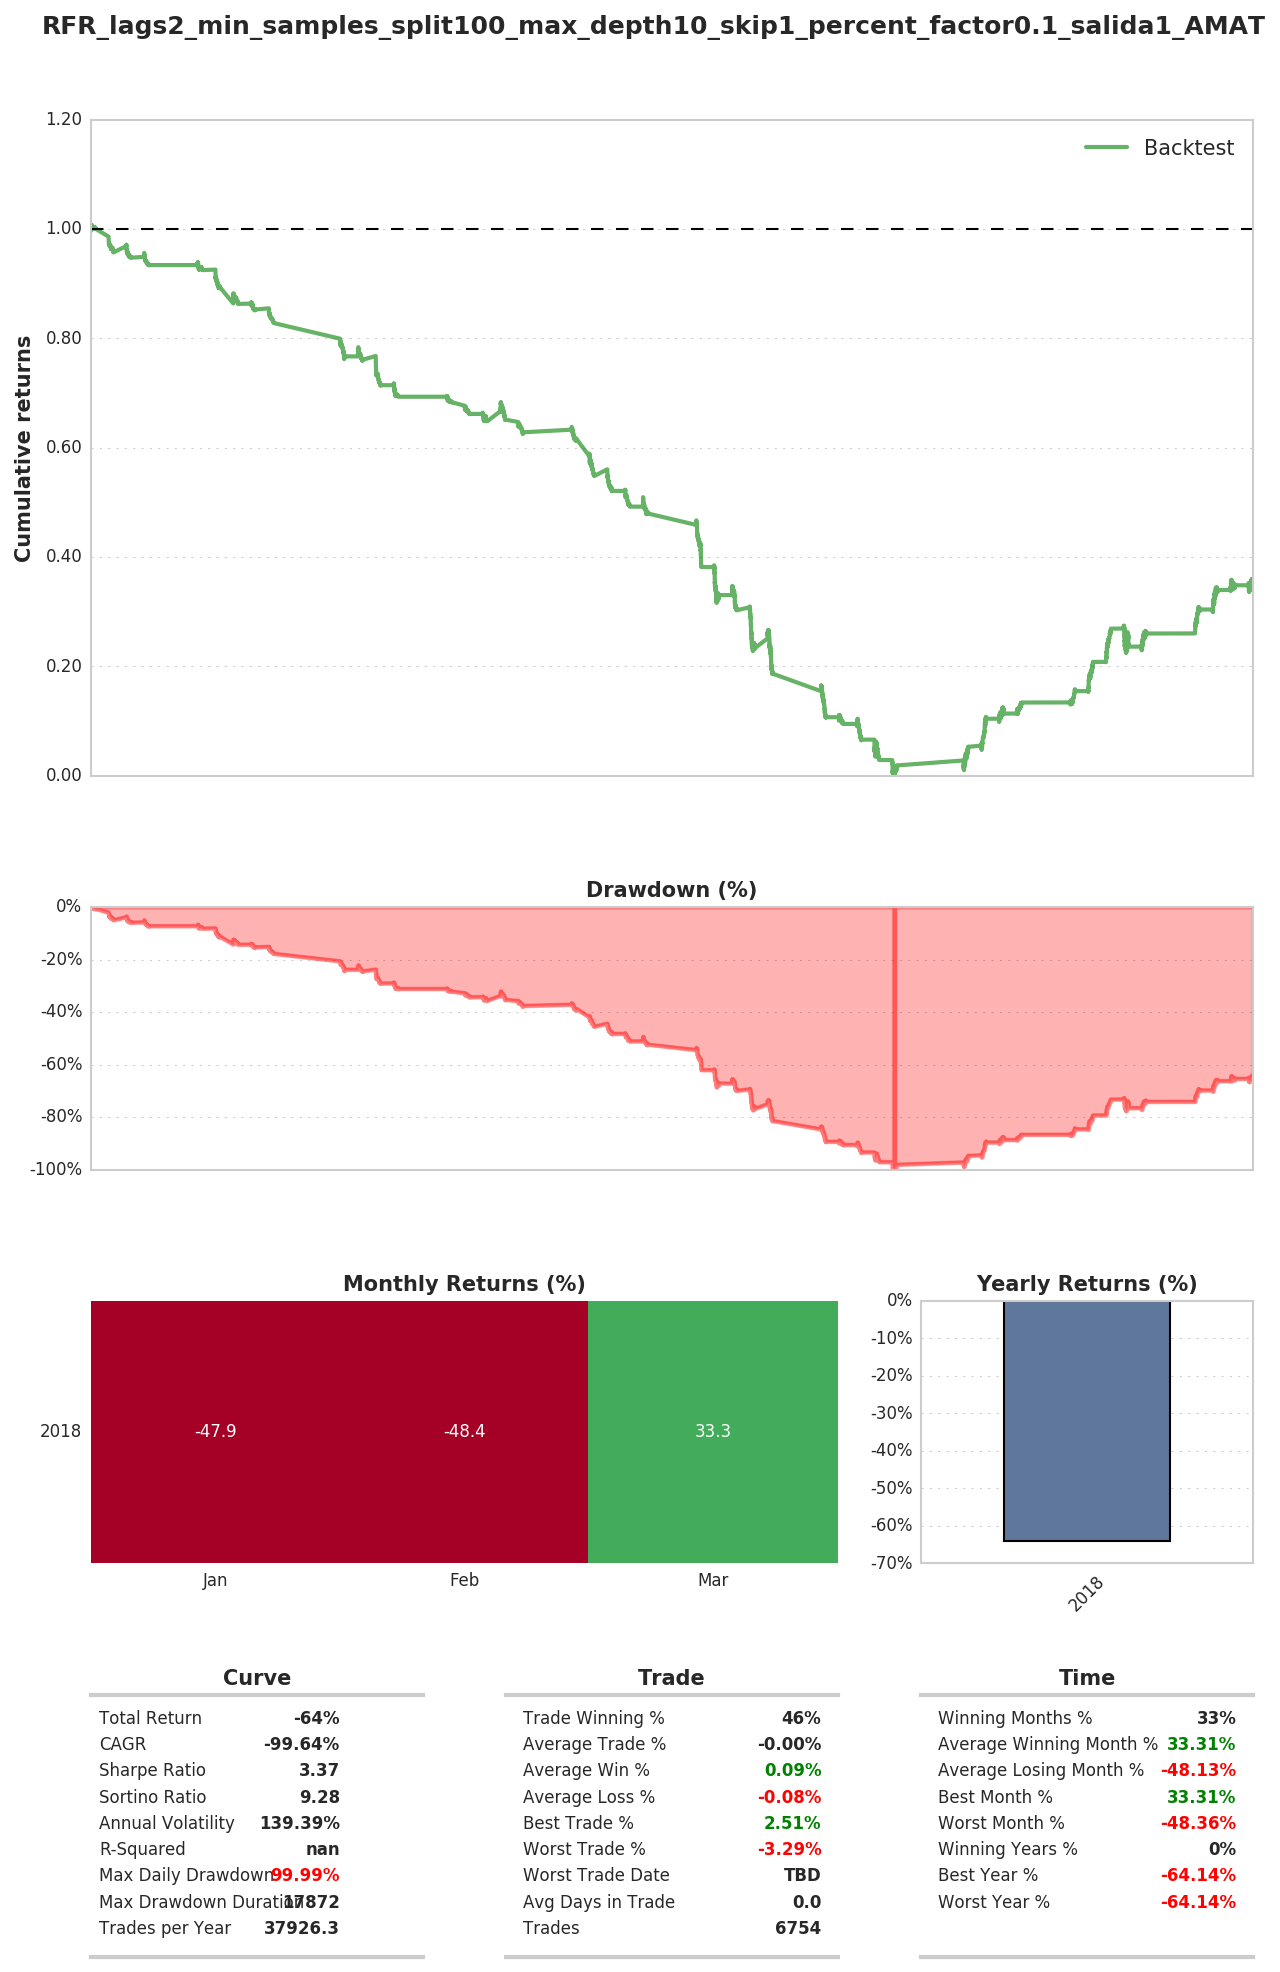 RFR_lags2_min_samples_split100_max_depth10_skip1_percent_factor0.1_salida1_AMAT
1.20
1.00
0.80
0.60
0.40
0.20
0.00
Cumulative returns
Backtest
Drawdown (%)
0%
-20%
-40%
-60%
-80%
-100%
Monthly Returns (%)
2018
-47.9
-48.4
33.3
Jan
Feb
Mar
Yearly Returns (%)
0%
-10%
-20%
-30%
-40%
-50%
-60%
-70%
2018
Curve
Total Return -64%
CAGR -99.64%
Sharpe Ratio 3.37
Sortino Ratio 9.28
Annual Volatility 139.39%
R-Squared nan
Max Daily Drawdown 99.99%
Max Drawdown Duration 17872
Trades per Year 37926.3
Trade
Trade Winning % 46%
Average Trade % -0.00%
Average Win % 0.09%
Average Loss % -0.08%
Best Trade % 2.51%
Worst Trade % -3.29%
Worst Trade Date TBD
Avg Days in Trade 0.0
Trades 6754
Time
Winning Months % 33%
Average Winning Month % 33.31%
Average Losing Month % -48.13%
Best Month % 33.31%
Worst Month % -48.36%
Winning Years % 0%
Best Year % -64.14%
Worst Year % -64.14%